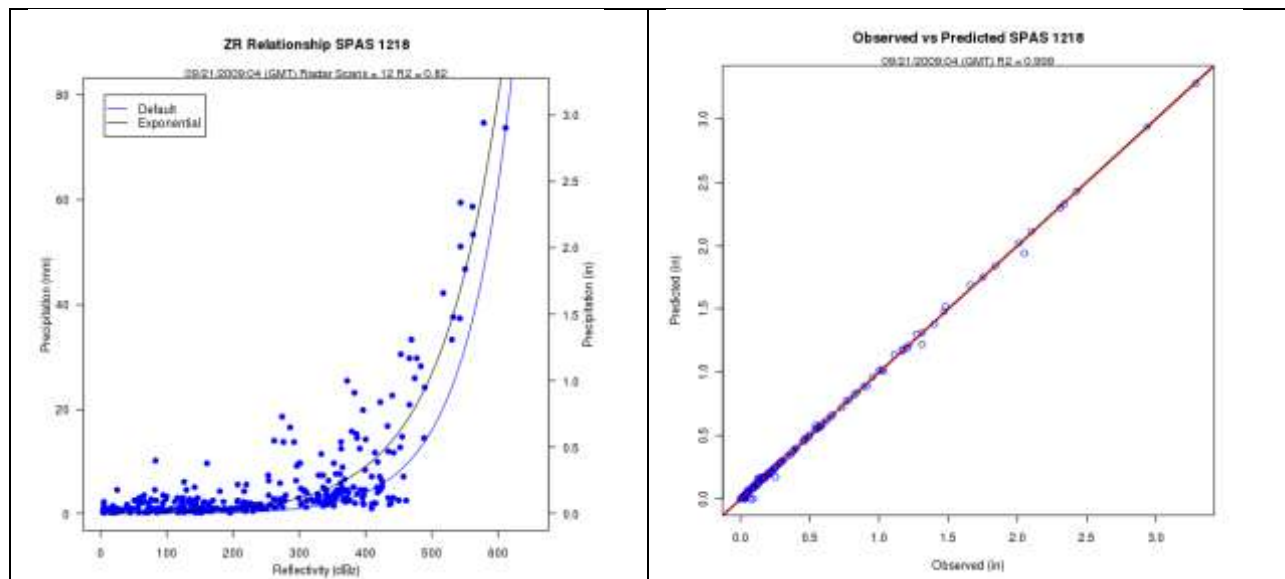 ZR Relationship SPAS 1218
09/21/2009:04 (GMT) Radar Scans = 12 R2 = 0.82
Default
Exponential
80
60
40
20
0
Precipitation (mm)
3.0
2.5
2.0
1.5
1.0
0.5
0.0
Precipitation (in)
0 100 200 300 400 500 600
Reflectivity (dBz)
Observed vs Predicted SPAS 1218
09/21/2009:04 (GMT) R2 = 0.999
3.0
2.5
2.0
1.5
1.0
0.5
0.0
Predicted (in)
0.0 0.5 1.0 1.5 2.0 2.5 3.0
Observed (in)